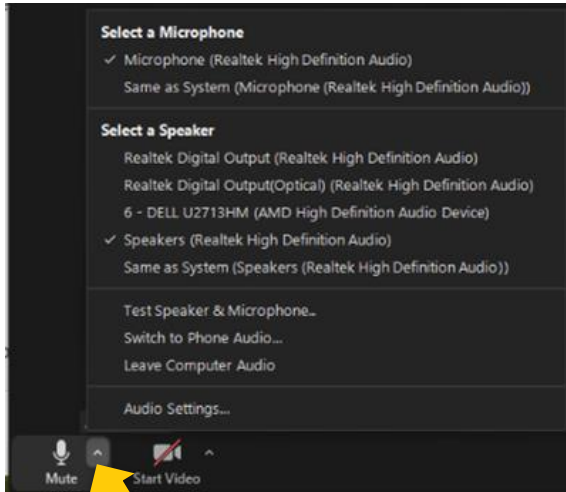 Select a Microphone
✓ Microphone (Realtek High Definition Audio)
Same as System (Microphone (Realtek High Definition Audio))
Select a Speaker
Realtek Digital Output (Realtek High Definition Audio)
Realtek Digital Output(Optical) (Realtek High Definition Audio)
6 - DELL U2713HM (AMD High Definition Audio Device)
✓ Speakers (Realtek High Definition Audio)
Same as System (Speakers (Realtek High Definition Audio))
Test Speaker & Microphone...
Switch to Phone Audio...
Leave Computer Audio
Audio Settings...
Mute Start Video